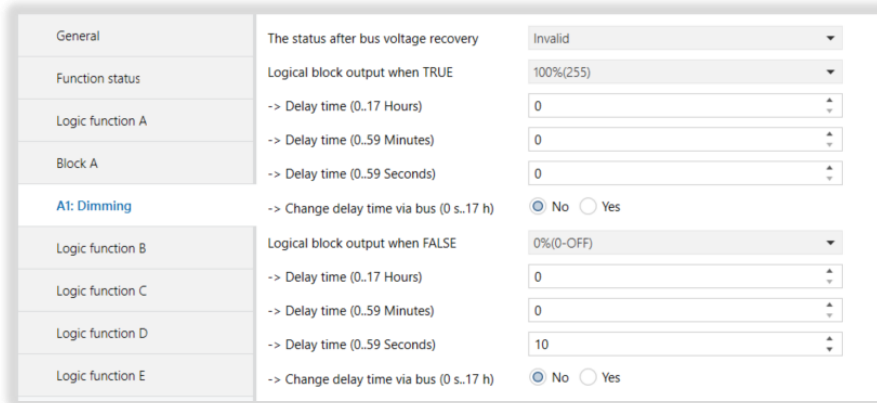 General
Function status
Logic function A
Block A
A1: Dimming
Logic function B
Logic function C
Logic function D
Logic function E
The status after bus voltage recovery Invalid
Logical block output when TRUE 100%(255)
-> Delay time (0..17 Hours) 0
-> Delay time (0..59 Minutes) 0
-> Delay time (0..59 Seconds) 0
-> Change delay time via bus (0 s..17 h) No Yes
Logical block output when FALSE 0%(0-OFF)
-> Delay time (0..17 Hours) 0
-> Delay time (0..59 Minutes) 0
-> Delay time (0..59 Seconds) 10
-> Change delay time via bus (0 s..17 h) No Yes